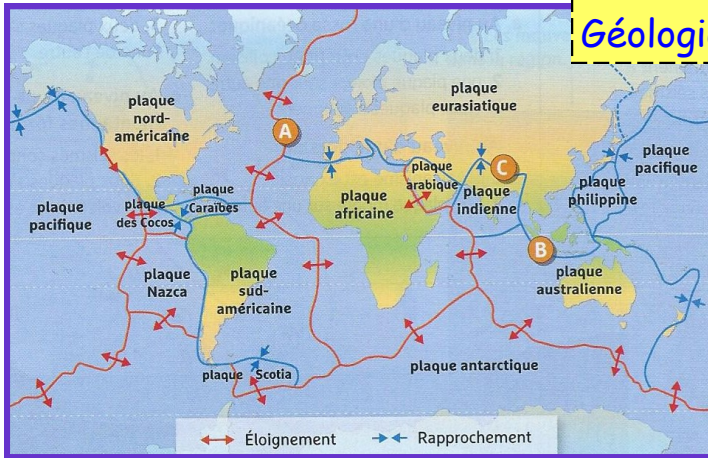 Géologi
plaque
nord-
américaine
plaque
eurasiatique
A
C
B
plaque
pacifique
plaque
des Cocos
plaque
Caraïbes
plaque
africaine
plaque
arabique
plaque
indienne
plaque
philippine
plaque
pacifique
plaque
Nazca
plaque
sud-
américaine
plaque
australienne
plaque Scotia
plaque antarctique
Éloignement
Rapprochement